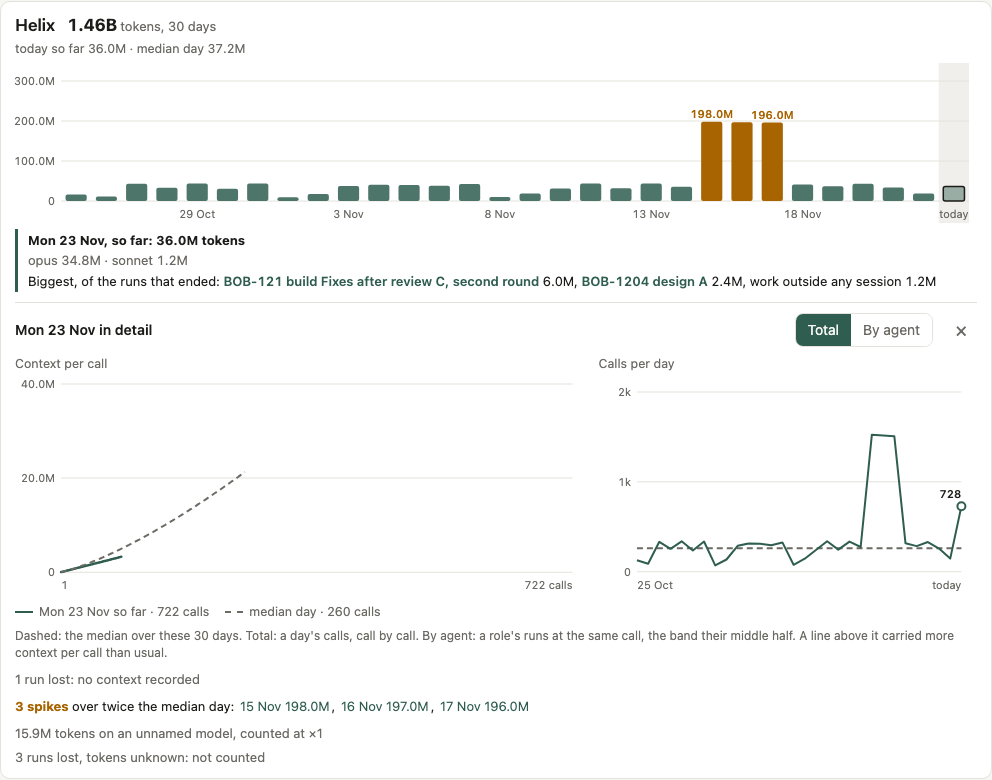 Helix 1.46B tokens, 30 days
today so far 36.0M · median day 37.2M
300.0M
200.0M
100.0M
0
198.0M
196.0M
29 Oct
3 Nov
8 Nov
13 Nov
18 Nov
today
Mon 23 Nov, so far: 36.0M tokens
opus 34.8M · sonnet 1.2M
Biggest, of the runs that ended: BOB-121 build Fixes after review C, second round 6.0M, BOB-1204 design A 2.4M, work outside any session 1.2M
Mon 23 Nov in detail
Total
By agent
×
Context per call
40.0M
20.0M
0
1
722 calls
Calls per day
2k
1k
0
728
25 Oct
today
Mon 23 Nov so far · 722 calls
median day · 260 calls
Dashed: the median over these 30 days. Total: a day's calls, call by call. By agent: a role's runs at the same call, the band their middle half. A line above it carried more
context per call than usual.
1 run lost: no context recorded
3 spikes over twice the median day: 15 Nov 198.0M, 16 Nov 197.0M, 17 Nov 196.0M
15.9M tokens on an unnamed model, counted at ×1
3 runs lost, tokens unknown: not counted